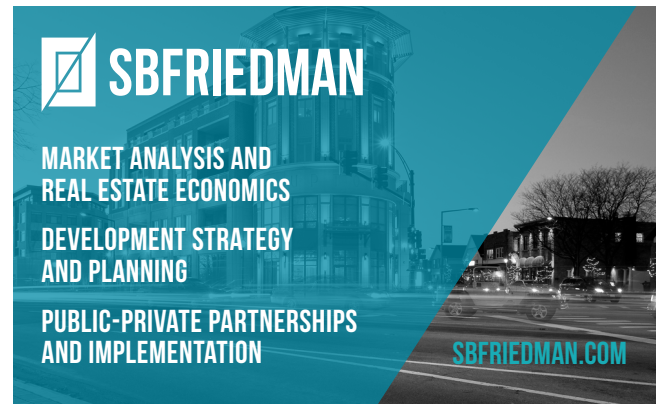 SBFRIEDMAN
MARKET ANALYSIS AND
REAL ESTATE ECONOMICS
DEVELOPMENT STRATEGY
AND PLANNING
PUBLIC-PRIVATE PARTNERSHIPS
AND IMPLEMENTATION
SBFRIEDMAN.COM